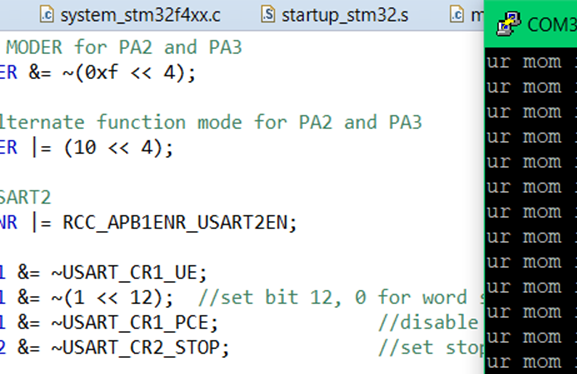 system_stm32f4xx.c startup_stm32.s
MODER for PA2 and PA3
ER &= ~(0xf << 4);
lternate function mode for PA2 and PA3
ER |= (10 << 4);
SART2
NR |= RCC_APB1ENR_USART2EN;
1 &= ~USART_CR1_UE;
1 &= ~(1 << 12); //set bit 12, 0 for word s
1 &= ~USART_CR1_PCE; //disable
2 &= ~USART_CR2_STOP; //set stop
COM3
ur mom i
ur mom i
ur mom i
ur mom i
ur mom i
ur mom i
ur mom i
ur mom i
ur mom i
ur mom i
ur mom i
ur mom i
ur mom i